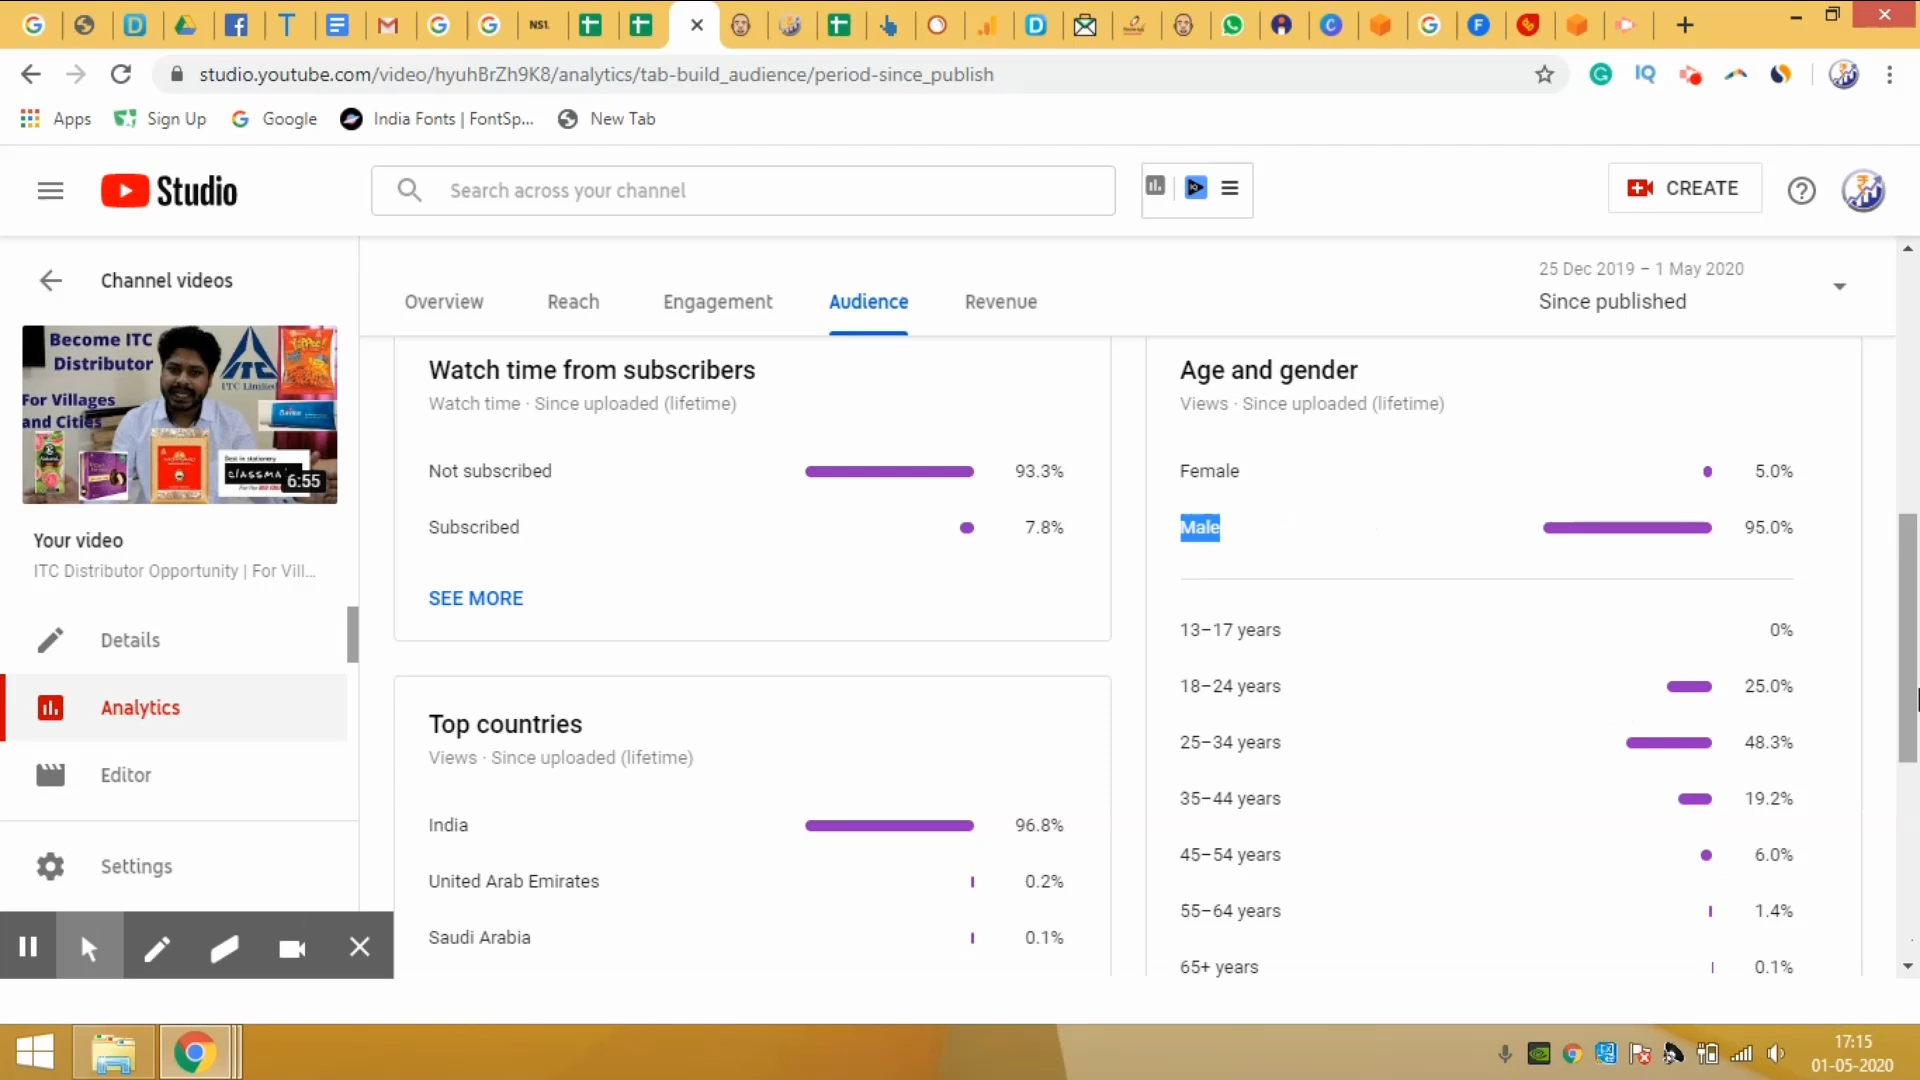 NS1.
studio.youtube.com/video/hyuhBrZh9K8/analytics/tab-build_audience/period-since_publish
Apps
Sign Up
Google
India Fonts | FontSp...
New Tab
Studio
Search across your channel
CREATE
Channel videos
Overview
Reach
Engagement
Audience
Revenue
25 Dec 2019 – 1 May 2020
Since published
Become ITC
Distributor
For Villages
and Cities
ITC Limited
Best in stationery
6:55
Your video
ITC Distributor Opportunity | For Vill...
Details
Analytics
Editor
Settings
Watch time from subscribers
Watch time · Since uploaded (lifetime)
Not subscribed 93.3%
Subscribed 7.8%
SEE MORE
Top countries
Views · Since uploaded (lifetime)
India 96.8%
United Arab Emirates 0.2%
Saudi Arabia 0.1%
Age and gender
Views · Since uploaded (lifetime)
Female 5.0%
Male 95.0%
13–17 years 0%
18–24 years 25.0%
25–34 years 48.3%
35–44 years 19.2%
45–54 years 6.0%
55–64 years 1.4%
65+ years 0.1%
17:15
01-05-2020